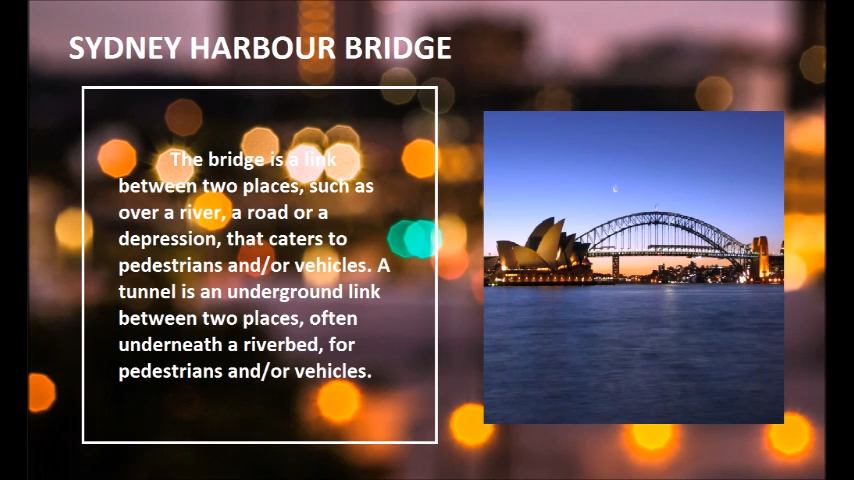 SYDNEY HARBOUR BRIDGE
The bridge is a link
between two places, such as
over a river, a road or a
depression, that caters to
pedestrians and/or vehicles. A
tunnel is an underground link
between two places, often
underneath a riverbed, for
pedestrians and/or vehicles.